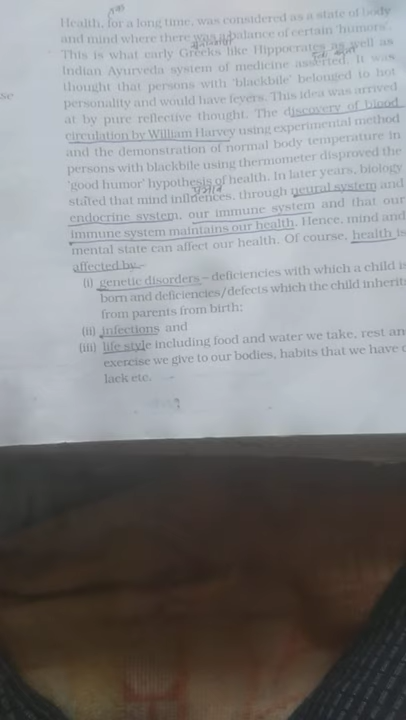 Health, for a long time, was considered as a state of body
and mind where there was a balance of certain 'humors'.
This is what early Greeks like Hippocrates as well as
Indian Ayurveda system of medicine asserted. It was
thought that persons with 'blackbile' belonged to hot
personality and would have fevers. This idea was arrived
at by pure reflective thought. The discovery of blood
circulation by William Harvey using experimental method
and the demonstration of normal body temperature in
persons with blackbile using thermometer disproved the
'good humor' hypothesis of health. In later years, biology
प्रभाव
stated that mind influences, through neural system and
endocrine system, our immune system and that our
immune system maintains our health. Hence, mind and
mental state can affect our health. Of course, health is
affected by –
(i) genetic disorders – deficiencies with which a child is
born and deficiencies/defects which the child inherits
from parents from birth;
(ii) infections and
(iii) life style including food and water we take, rest an
exercise we give to our bodies, habits that we have o
lack etc.
se